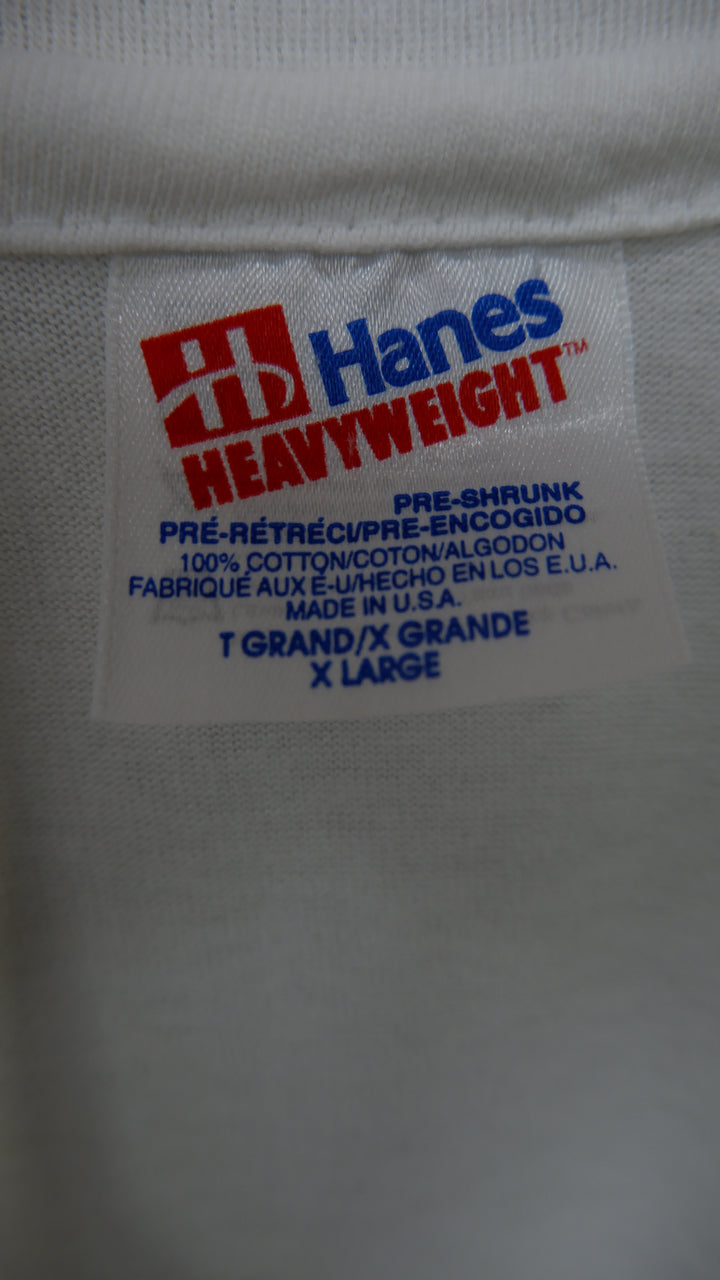 Hanes
HEAVYWEIGHT™
PRE-SHRUNK
PRÉ-RÉTRÉCI/PRE-ENCOGIDO
100% COTTON/COTON/ALGODON
FABRIQUÉ AUX É-U/HECHO EN LOS E.U.A.
MADE IN U.S.A.
T GRAND/X GRANDE
X LARGE